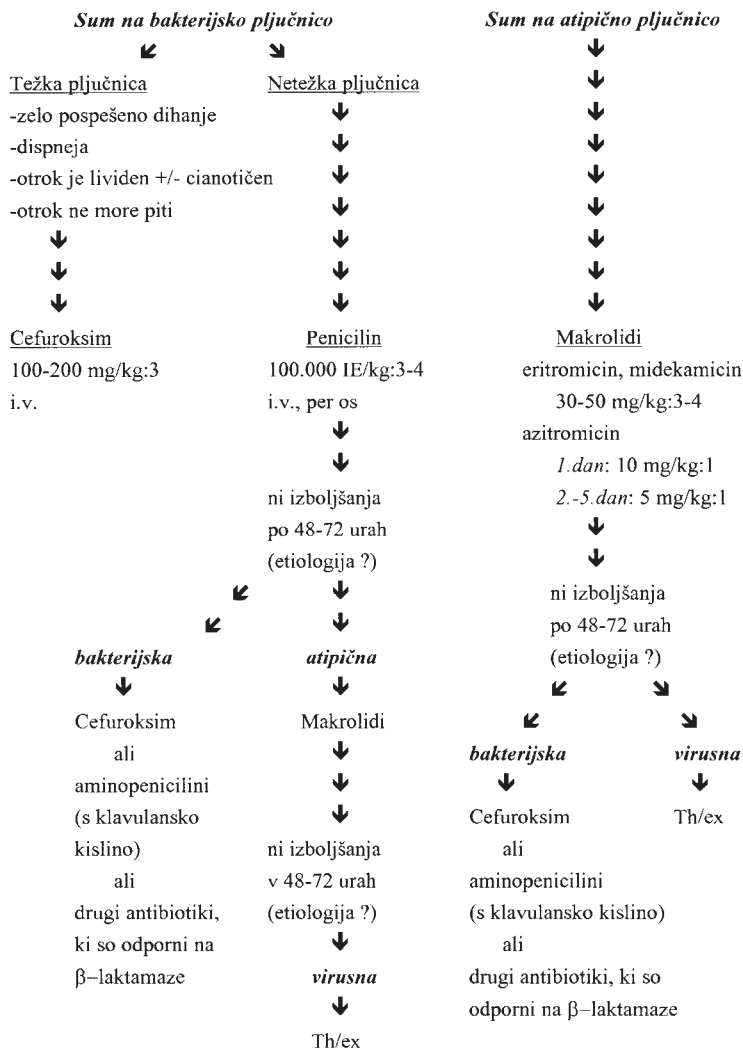 Sum na bakterijsko pljučnico
Težka pljučnica
-zelo pospešeno dihanje
-dispneja
-otrok je lividen +/- cianotičen
-otrok ne more piti
Cefuroksim
100-200 mg/kg:3
i.v.
Netežka pljučnica
Penicilin
100.000 IE/kg:3-4
i.v., per os
ni izboljšanja
po 48-72 urah
(etiologija ?)
bakterijska
Cefuroksim
ali
aminopenicilini
(s klavulansko
kislino)
ali
drugi antibiotiki,
ki so odporni na
β–laktamaze
atipična
Makrolidi
ni izboljšanja
v 48-72 urah
(etiologija ?)
virusna
Th/ex
Sum na atipično pljučnico
Makrolidi
eritromicin, midekamicin
30-50 mg/kg:3-4
azitromicin
1.dan: 10 mg/kg:1
2.-5.dan: 5 mg/kg:1
ni izboljšanja
po 48-72 urah
(etiologija ?)
bakterijska
Cefuroksim
ali
aminopenicilini
(s klavulansko kislino)
ali
drugi antibiotiki, ki so
odporni na β–laktamaze
virusna
Th/ex